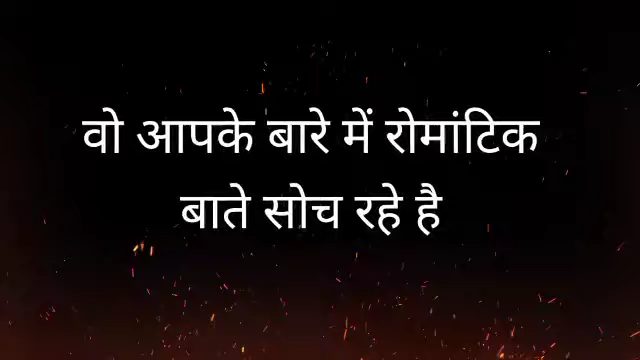 वो आपके बारे में रोमांटिक
बाते सोच रहे है